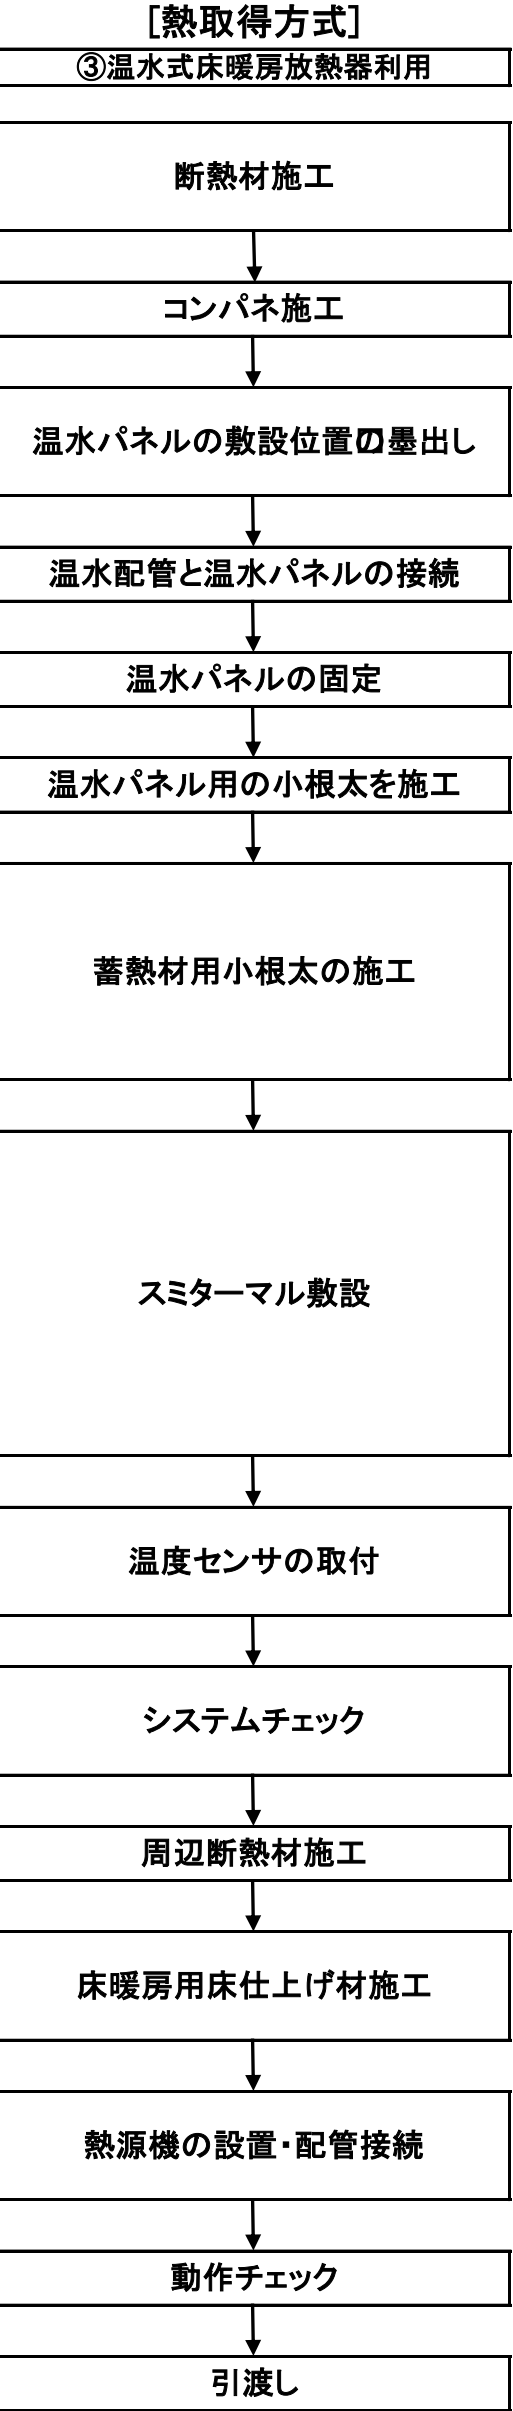 [熱取得方式]
③温水式床暖房放熱器利用
断熱材施工
コンパネ施工
温水パネルの敷設位置の墨出し
温水配管と温水パネルの接続
温水パネルの固定
温水パネル用の小根太を施工
蓄熱材用小根太の施工
スミターマル敷設
温度センサの取付
システムチェック
周辺断熱材施工
床暖房用床仕上げ材施工
熱源機の設置・配管接続
動作チェック
引渡し